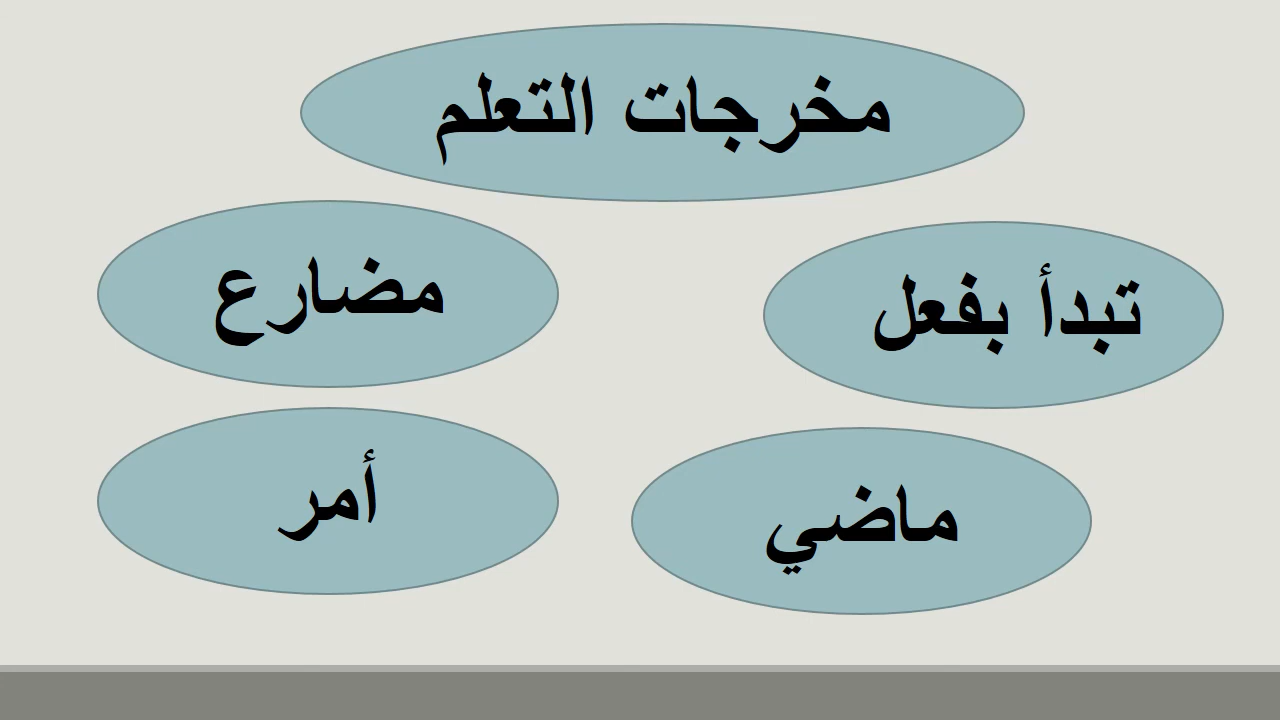 مخرجات التعلم
تبدأ بفعل
مضارع
ماضي
أمر